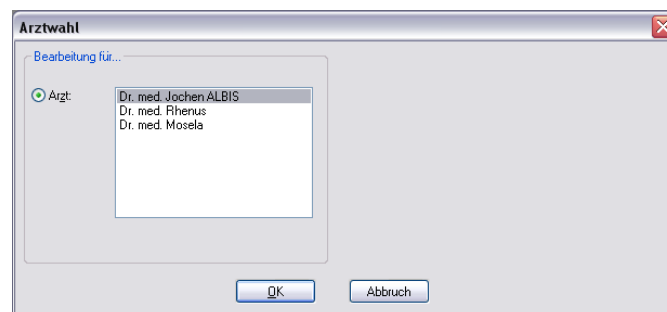 Arztwahl
Bearbeitung für...
Arzt:
Dr. med. Jochen ALBIS
Dr. med. Rhenus
Dr. med. Mosela
OK
Abbruch